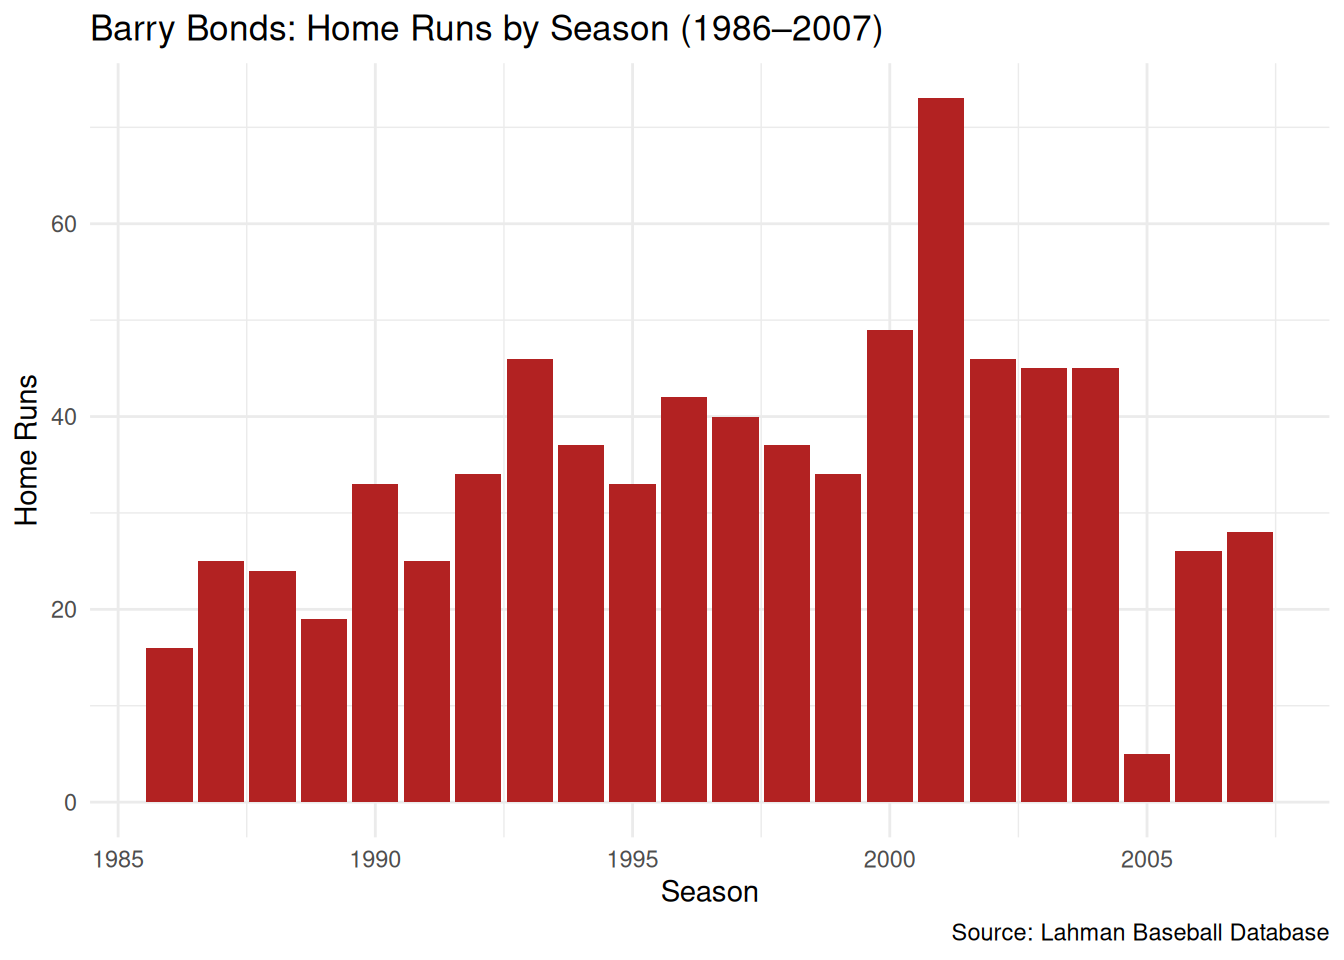 Barry Bonds: Home Runs by Season (1986–2007)
Home Runs
60
40
20
0
1985 1990 1995 2000 2005
Season
Source: Lahman Baseball Database